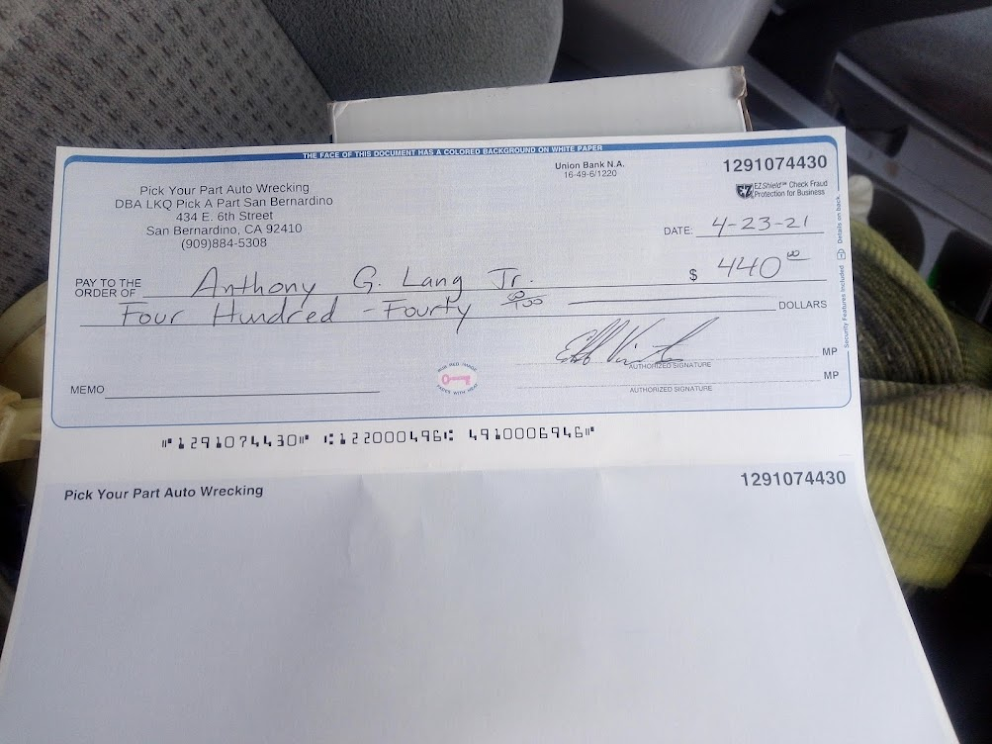 THE FACE OF THIS DOCUMENT HAS A COLORED BACKGROUND ON WHITE PAPER
Pick Your Part Auto Wrecking
DBA LKQ Pick A Part San Bernardino
434 E. 6th Street
San Bernardino, CA 92410
(909)884-5308
Union Bank N.A.
16-49-6/1220
1291074430
EZShield℠ Check Fraud
Protection for Business
DATE: 4-23-21
PAY TO THE
ORDER OF Anthony G. Lang Jr. $ 440 00
Four Hundred - Fourty 00/100 DOLLARS
MP
AUTHORIZED SIGNATURE
MP
AUTHORIZED SIGNATURE
MEMO
Security Features Included Details on back.
⑈1291074430⑈ ⑆122000496⑆ 4910006946⑈
Pick Your Part Auto Wrecking
1291074430